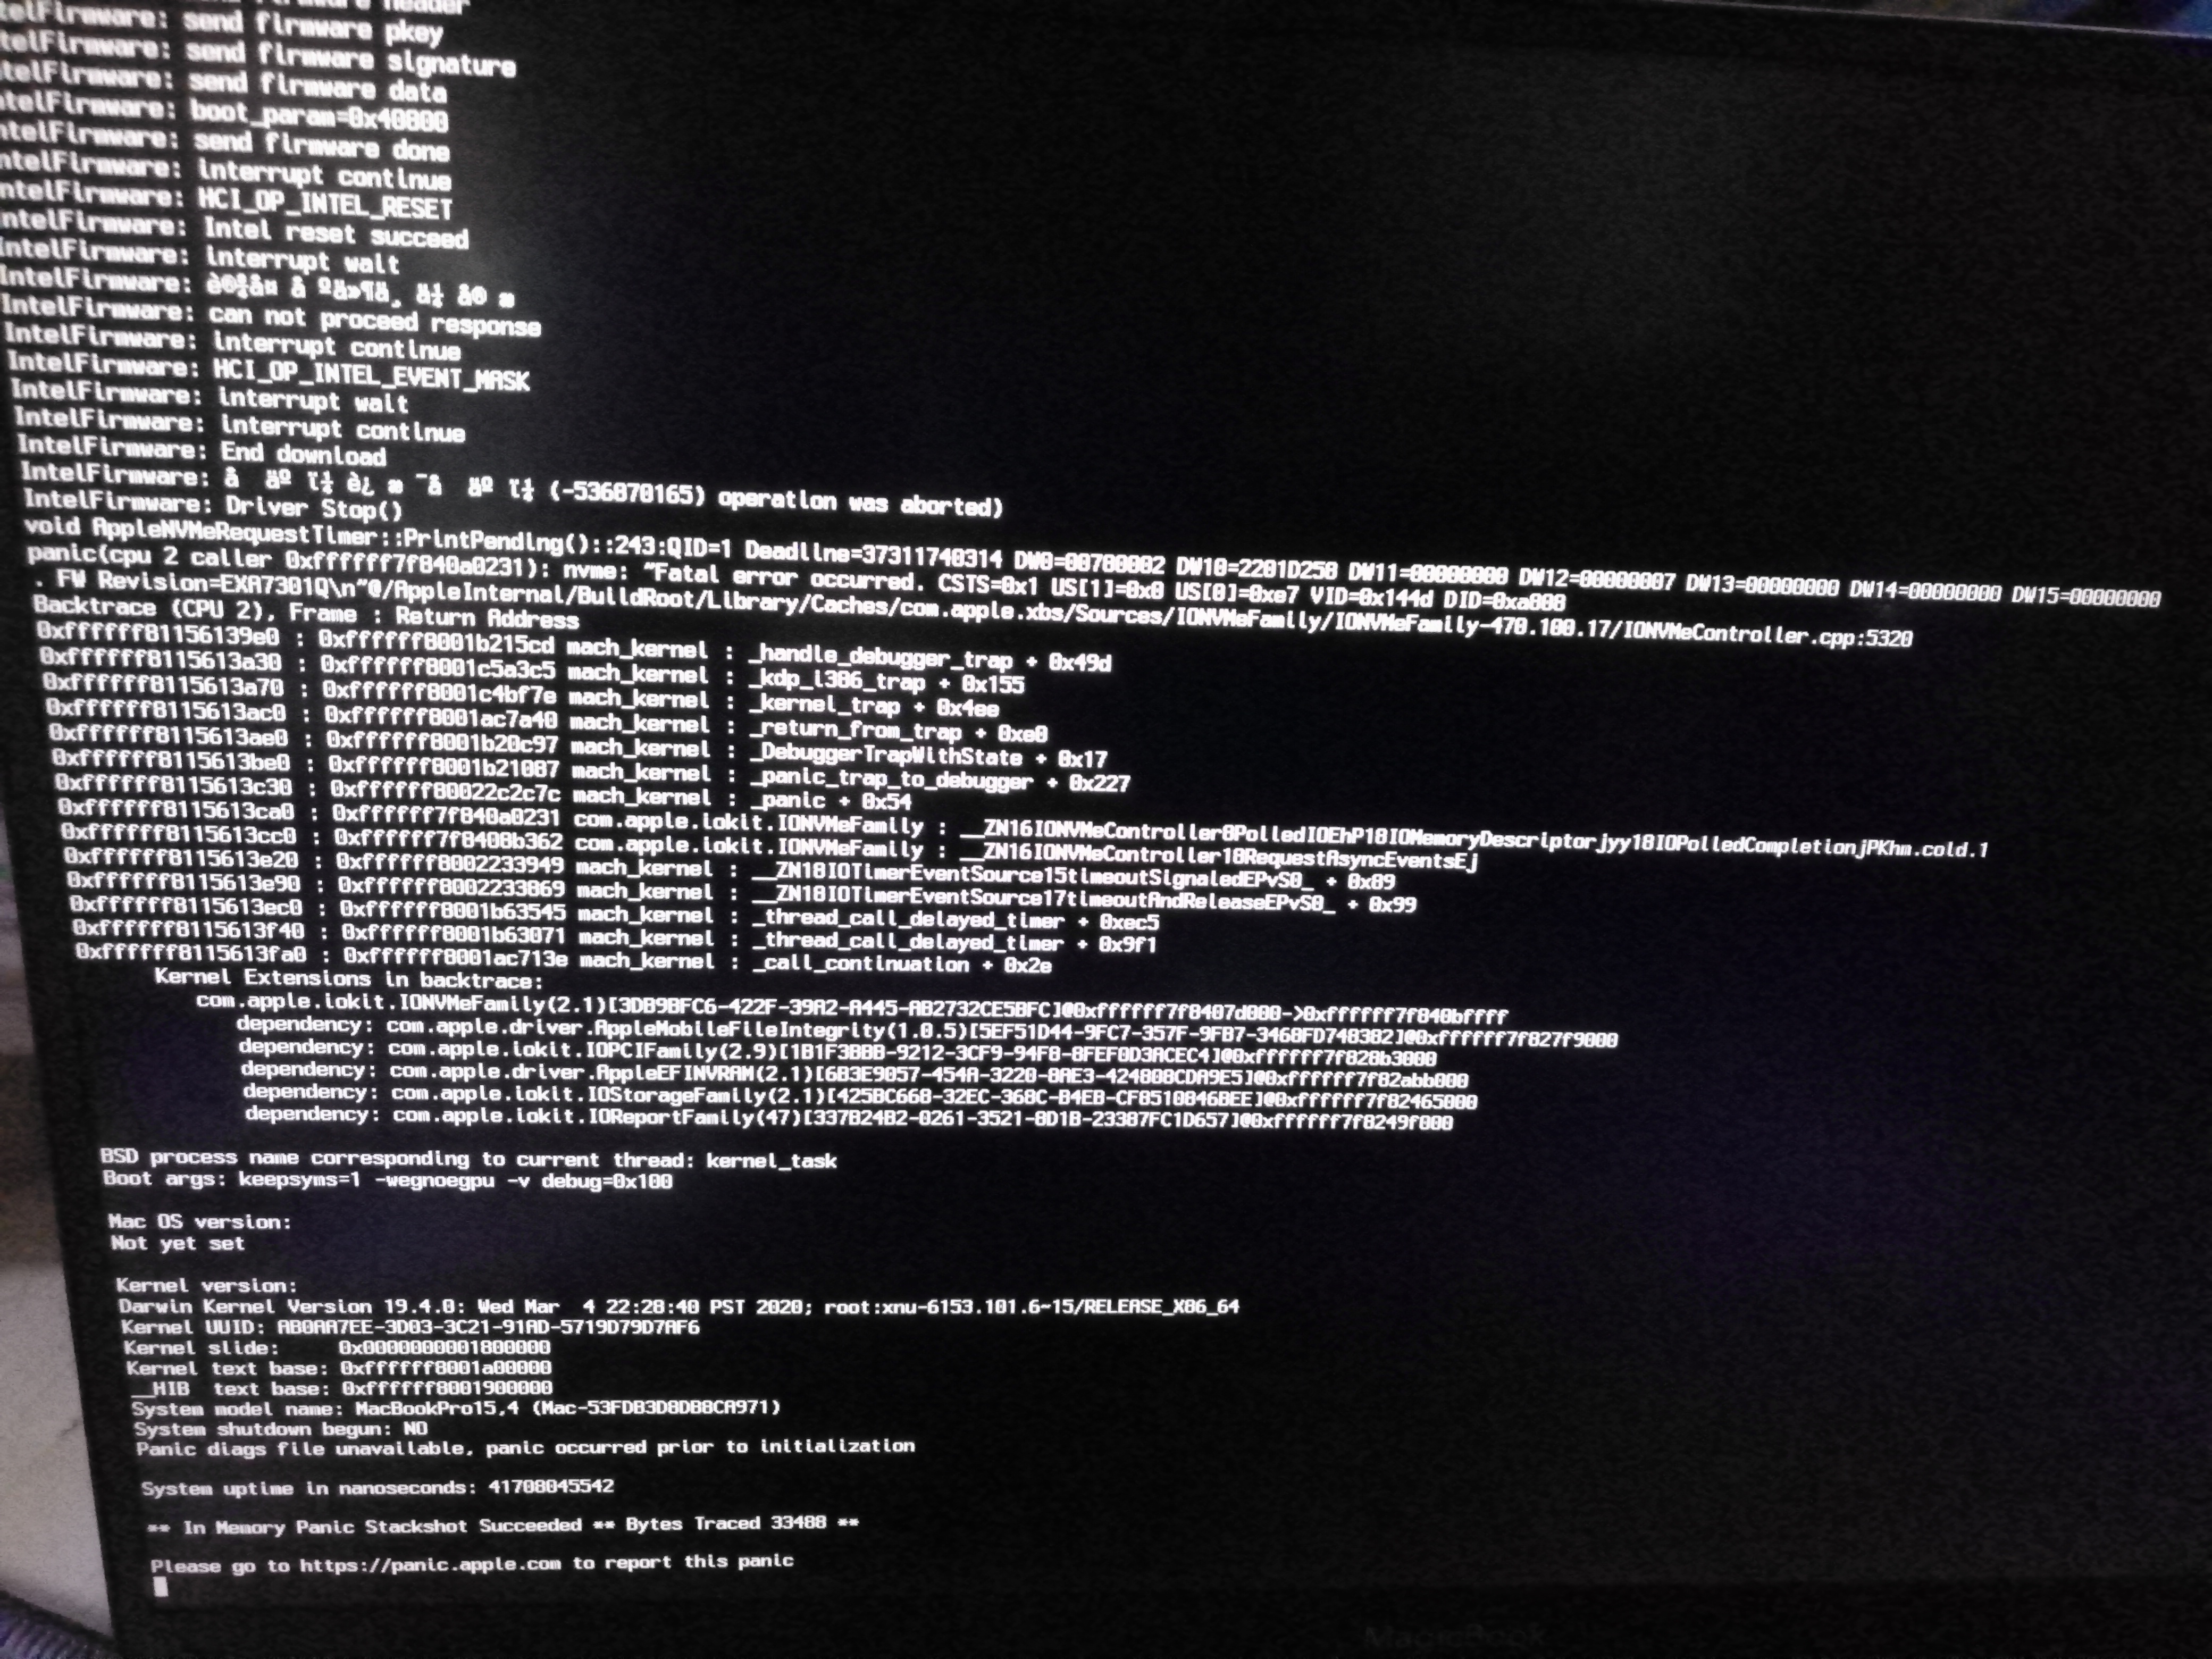 header
telFirmware: send firmware pkey
telFirmware: send firmware signature
telFirmware: send firmware data
ntelFirmware: boot_param=0x40800
ntelFirmware: send firmware done
ntelFirmware: interrupt continue
ntelFirmware: HCI_OP_INTEL_RESET
ntelFirmware: Intel reset succeed
IntelFirmware: interrupt wait
IntelFirmware:
IntelFirmware: can not proceed response
IntelFirmware: interrupt continue
IntelFirmware: HCI_OP_INTEL_EVENT_MASK
IntelFirmware: interrupt wait
IntelFirmware: interrupt continue
IntelFirmware: End download
IntelFirmware: (-536870165) operation was aborted)
IntelFirmware: Driver Stop()
void AppleNVMeRequestTimer::PrintPending()::243:QID=1 Deadline=37311740314 DW0=00700002 DW10=2201D258 DW11=00000000 DW12=00000007 DW13=00000000 DW14=00000000 DW15=00000000
panic(cpu 2 caller 0xffffff7f840a0231): nvme: "Fatal error occurred. CSTS=0x1 US[1]=0x0 US[0]=0xe7 VID=0x144d DID=0xa808
. FW Revision=EXA7301Q\n"@/AppleInternal/BuildRoot/Library/Caches/com.apple.xbs/Sources/IONVMeFamily/IONVMeFamily-470.100.17/IONVMeController.cpp:5320
Backtrace (CPU 2), Frame : Return Address
0xffffff81156139e0 : 0xffffff8001b215cd mach_kernel : _handle_debugger_trap + 0x49d
0xffffff8115613a30 : 0xffffff8001c5a3c5 mach_kernel : _kdp_i386_trap + 0x155
0xffffff8115613a70 : 0xffffff8001c4bf7e mach_kernel : _kernel_trap + 0x4ee
0xffffff8115613ac0 : 0xffffff8001ac7a40 mach_kernel : _return_from_trap + 0xe0
0xffffff8115613ae0 : 0xffffff8001b20c97 mach_kernel : _DebuggerTrapWithState + 0x17
0xffffff8115613be0 : 0xffffff8001b21087 mach_kernel : _panic_trap_to_debugger + 0x227
0xffffff8115613c30 : 0xffffff80022c2c7c mach_kernel : _panic + 0x54
0xffffff8115613ca0 : 0xffffff7f840a0231 com.apple.iokit.IONVMeFamily : __ZN16IONVMeController8PolledIOEhP18IOMemoryDescriptorjyy18IOPolledCompletionjPKhm.cold.1
0xffffff8115613cc0 : 0xffffff7f8408b362 com.apple.iokit.IONVMeFamily : __ZN16IONVMeController18RequestAsyncEventsEj
0xffffff8115613e20 : 0xffffff8002233949 mach_kernel : __ZN18IOTimerEventSource15timeoutSignaledEPvS0_ + 0x89
0xffffff8115613e90 : 0xffffff8002233869 mach_kernel : __ZN18IOTimerEventSource17timeoutAndReleaseEPvS0_ + 0x99
0xffffff8115613ec0 : 0xffffff8001b63545 mach_kernel : _thread_call_delayed_timer + 0xec5
0xffffff8115613f40 : 0xffffff8001b63071 mach_kernel : _thread_call_delayed_timer + 0x9f1
0xffffff8115613fa0 : 0xffffff8001ac713e mach_kernel : _call_continuation + 0x2e
Kernel Extensions in backtrace:
com.apple.iokit.IONVMeFamily(2.1)[3DB9BFC6-422F-39A2-A445-AB2732CE5BFC]@0xffffff7f8407d000->0xffffff7f840bffff
dependency: com.apple.driver.AppleMobileFileIntegrity(1.0.5)[5EF51D44-9FC7-357F-9FB7-3468FD748382]@0xffffff7f827f9000
dependency: com.apple.iokit.IOPCIFamily(2.9)[1B1F3BBB-9212-3CF9-94F8-8FEF0D3ACEC4]@0xffffff7f828b3000
dependency: com.apple.driver.AppleEFINVRAM(2.1)[6B3E9057-454A-3220-8AE3-424808CDA9E5]@0xffffff7f82abb000
dependency: com.apple.iokit.IOStorageFamily(2.1)[425BC668-32EC-368C-B4EB-CF8510846BEE]@0xffffff7f82465000
dependency: com.apple.iokit.IOReportFamily(47)[337B24B2-0261-3521-8D1B-23387FC1D657]@0xffffff7f8249f000
BSD process name corresponding to current thread: kernel_task
Boot args: keepsyms=1 -wegnoegpu -v debug=0x100
Mac OS version:
Not yet set
Kernel version:
Darwin Kernel Version 19.4.0: Wed Mar 4 22:28:40 PST 2020; root:xnu-6153.101.6~15/RELEASE_X86_64
Kernel UUID: AB0AA7EE-3D03-3C21-91AD-5719D79D7AF6
Kernel slide: 0x0000000001800000
Kernel text base: 0xffffff8001a00000
__HIB text base: 0xffffff8001900000
System model name: MacBookPro15,4 (Mac-53FDB3D8DB8CA971)
System shutdown begun: NO
Panic diags file unavailable, panic occurred prior to initialization
System uptime in nanoseconds: 41708045542
** In Memory Panic Stackshot Succeeded ** Bytes Traced 33488 **
Please go to https://panic.apple.com to report this panic
MagicBook